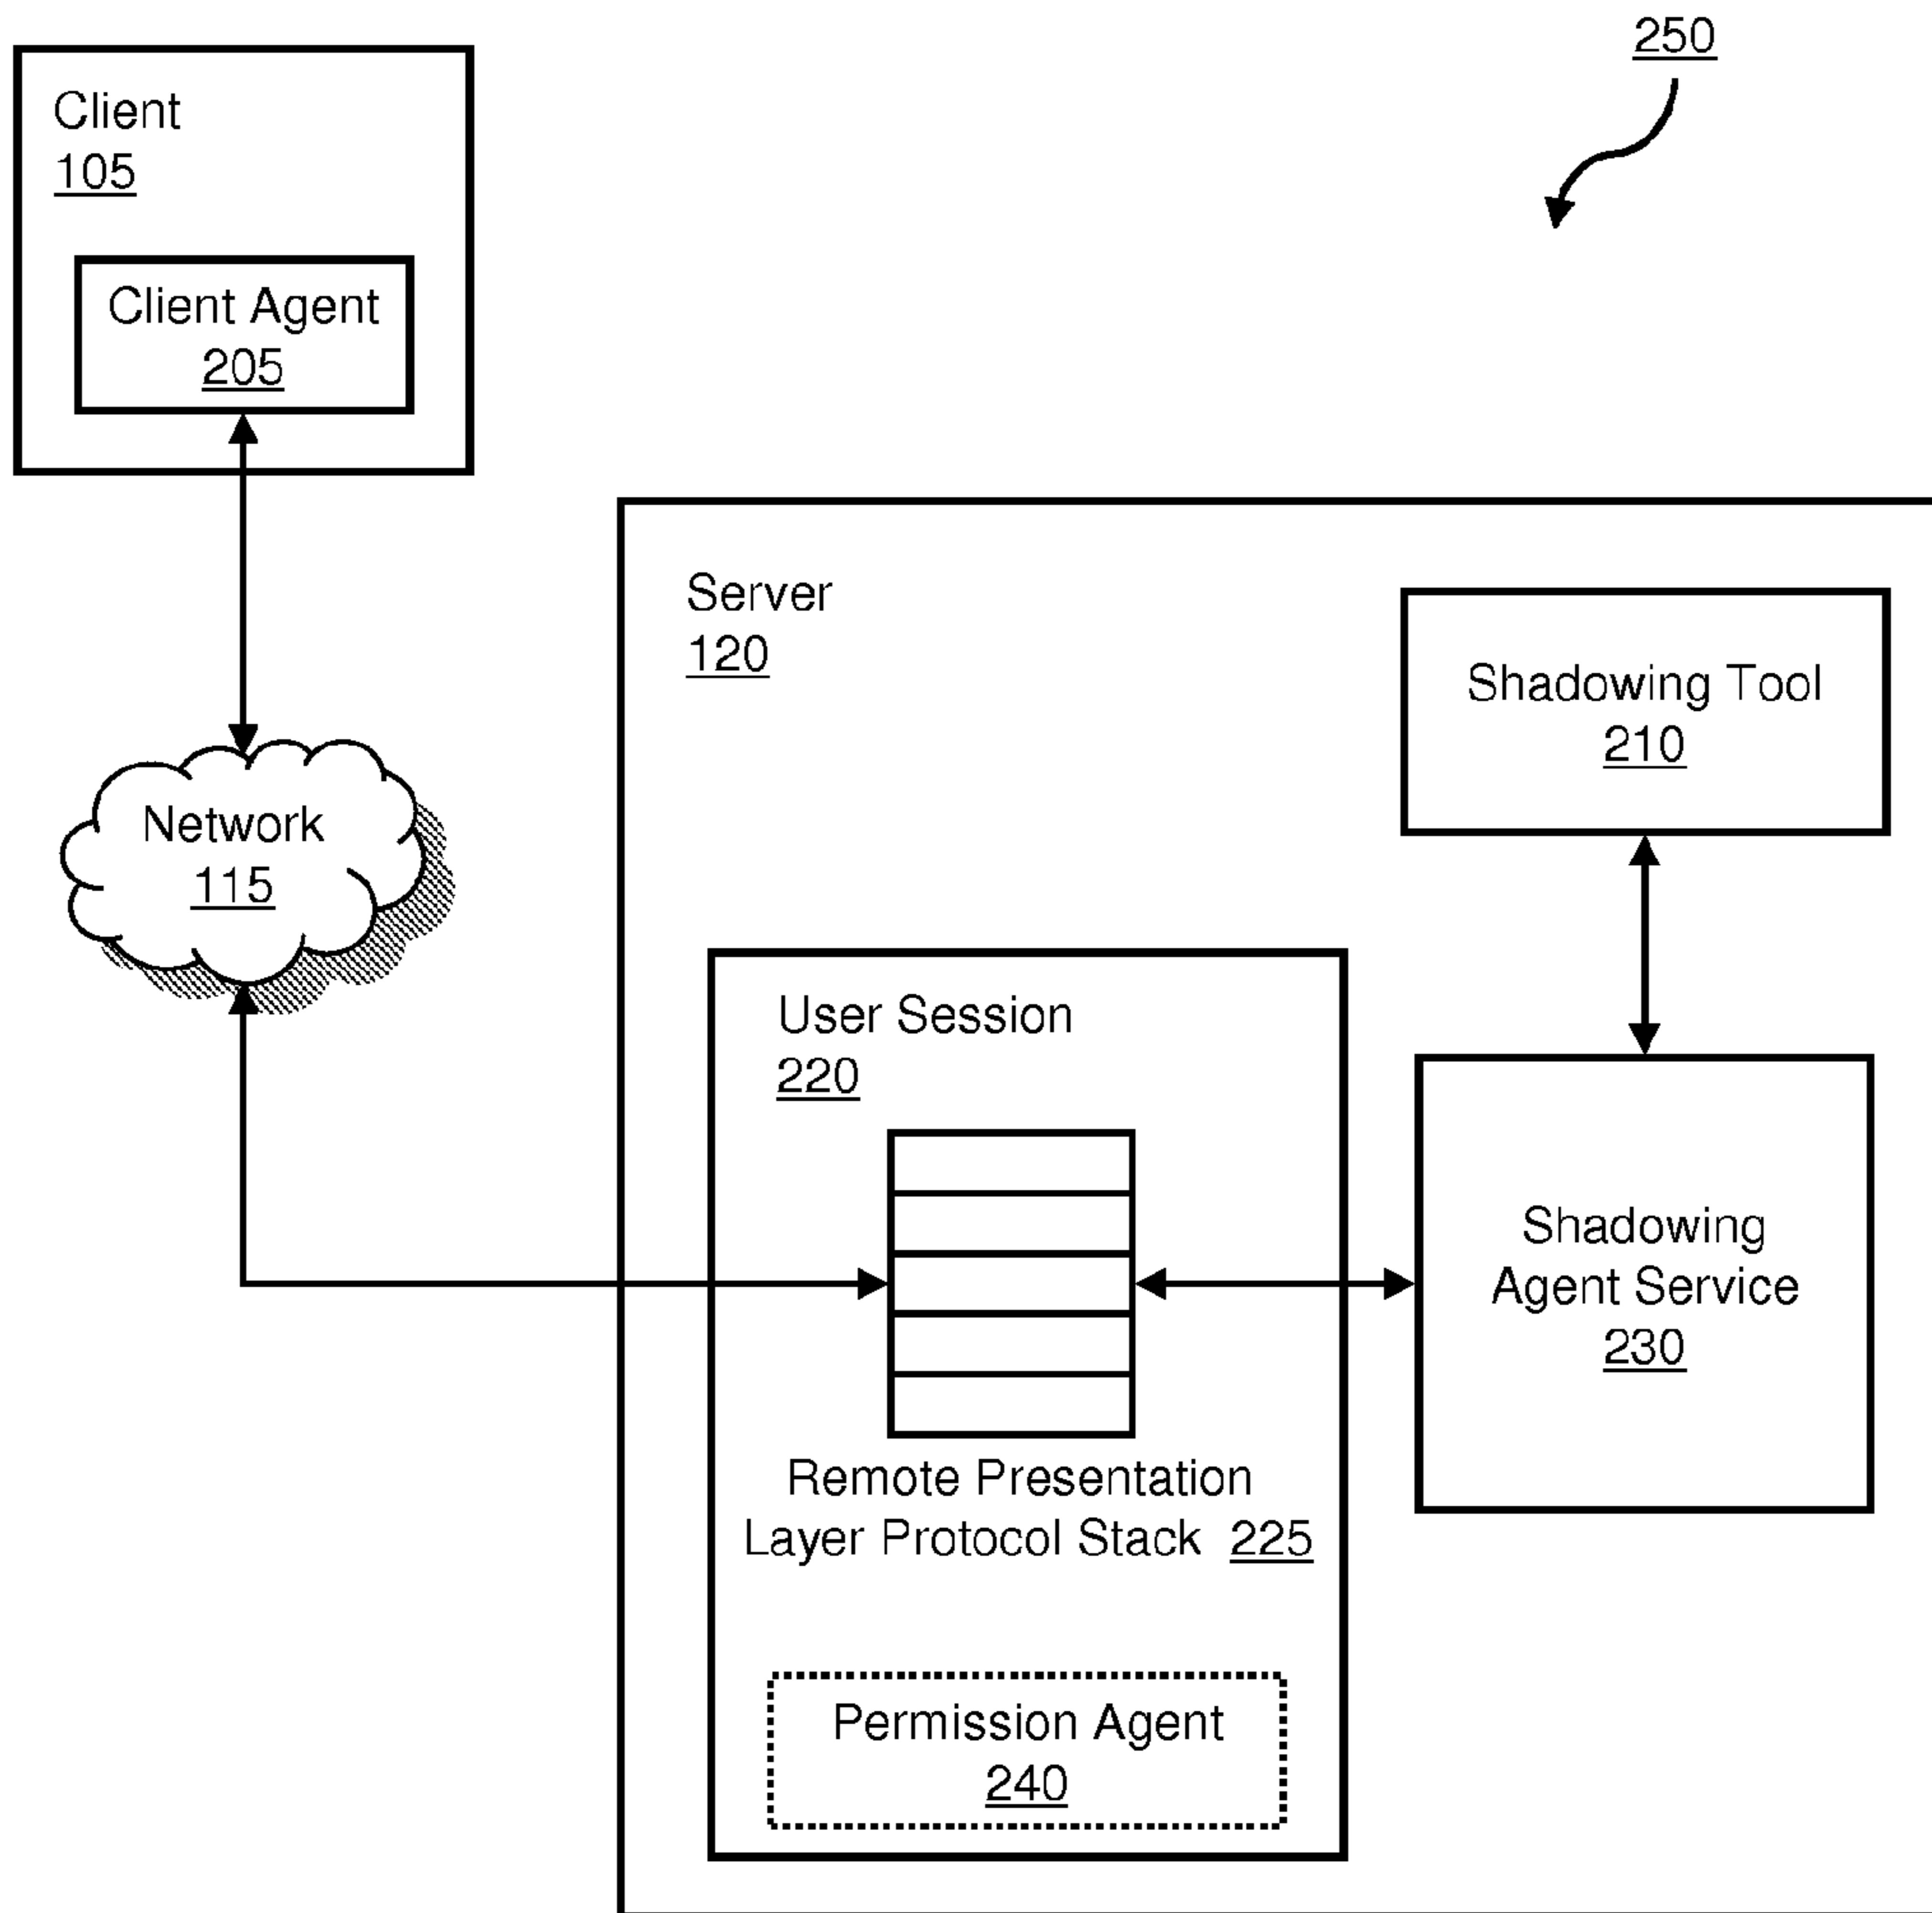 250
Client
105
Client Agent
205
Network
115
Server
120
Shadowing Tool
210
User Session
220
Remote Presentation
Layer Protocol Stack 225
Shadowing
Agent Service
230
Permission Agent
240